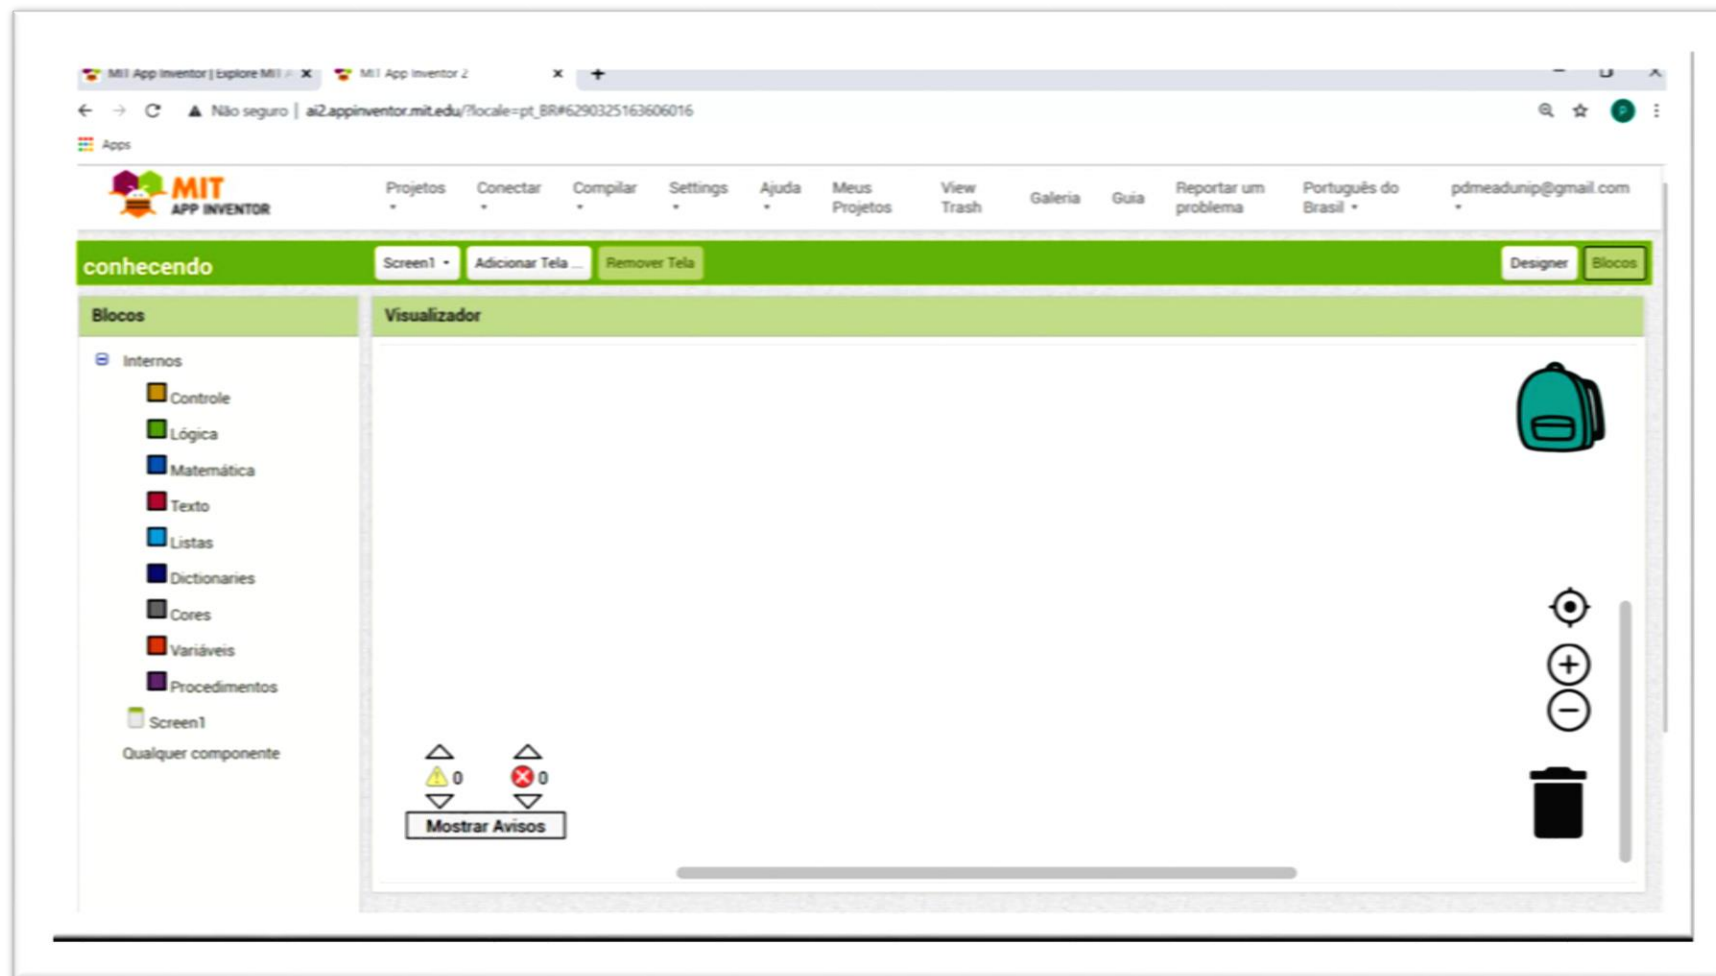 MIT App Inventor | Explore MIT A
MIT App Inventor 2
Não seguro | ai2.appinventor.mit.edu/?locale=pt_BR#6290325163606016
P
Apps
MIT
APP INVENTOR
Projetos
Conectar
Compilar
Settings
Ajuda
Meus
Projetos
View
Trash
Galeria
Guia
Reportar um
problema
Português do
Brasil
pdmeadunip@gmail.com
conhecendo
Screen1
Adicionar Tela ...
Remover Tela
Designer
Blocos
Blocos
Visualizador
Internos
Controle
Lógica
Matemática
Texto
Listas
Dictionaries
Cores
Variáveis
Procedimentos
Screen1
Qualquer componente
0
0
Mostrar Avisos